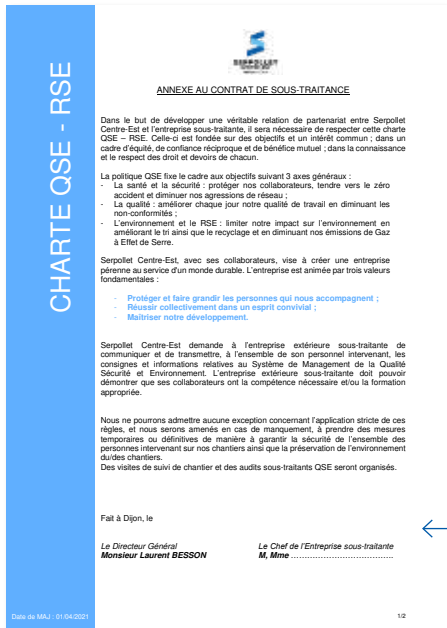 SERPOLLET
ANNEXE AU CONTRAT DE SOUS-TRAITANCE
CHARTE QSE - RSE
Dans le but de développer une véritable relation de partenariat entre Serpollet
Centre-Est et l'entreprise sous-traitante, il sera nécessaire de respecter cette charte
QSE – RSE. Celle-ci est fondée sur des objectifs et un intérêt commun ; dans un
cadre d'équité, de confiance réciproque et de bénéfice mutuel ; dans la connaissance
et le respect des droit et devoirs de chacun.
La politique QSE fixe le cadre aux objectifs suivant 3 axes généraux :
- La santé et la sécurité : protéger nos collaborateurs, tendre vers le zéro
accident et diminuer nos agressions de réseau ;
- La qualité : améliorer chaque jour notre qualité de travail en diminuant les
non-conformités ;
- L'environnement et le RSE : limiter notre impact sur l'environnement en
améliorant le tri ainsi que le recyclage et en diminuant nos émissions de Gaz
à Effet de Serre.
Serpollet Centre-Est, avec ses collaborateurs, vise à créer une entreprise
pérenne au service d'un monde durable. L'entreprise est animée par trois valeurs
fondamentales :
- Protéger et faire grandir les personnes qui nous accompagnent ;
- Réussir collectivement dans un esprit convivial ;
- Maîtriser notre développement.
Serpollet Centre-Est demande à l'entreprise extérieure sous-traitante de
communiquer et de transmettre, à l'ensemble de son personnel intervenant, les
consignes et informations relatives au Système de Management de la Qualité
Sécurité et Environnement. L'entreprise extérieure sous-traitante doit pouvoir
démontrer que ses collaborateurs ont la compétence nécessaire et/ou la formation
appropriée.
Nous ne pourrons admettre aucune exception concernant l'application stricte de ces
règles, et nous serons amenés en cas de manquement, à prendre des mesures
temporaires ou définitives de manière à garantir la sécurité de l'ensemble des
personnes intervenant sur nos chantiers ainsi que la préservation de l'environnement
du/des chantiers.
Des visites de suivi de chantier et des audits sous-traitants QSE seront organisés.
Fait à Dijon, le
Le Directeur Général
Monsieur Laurent BESSON
Le Chef de l'Entreprise sous-traitante
M, Mme ........................................
Date de MAJ : 01/04/2021
1/2